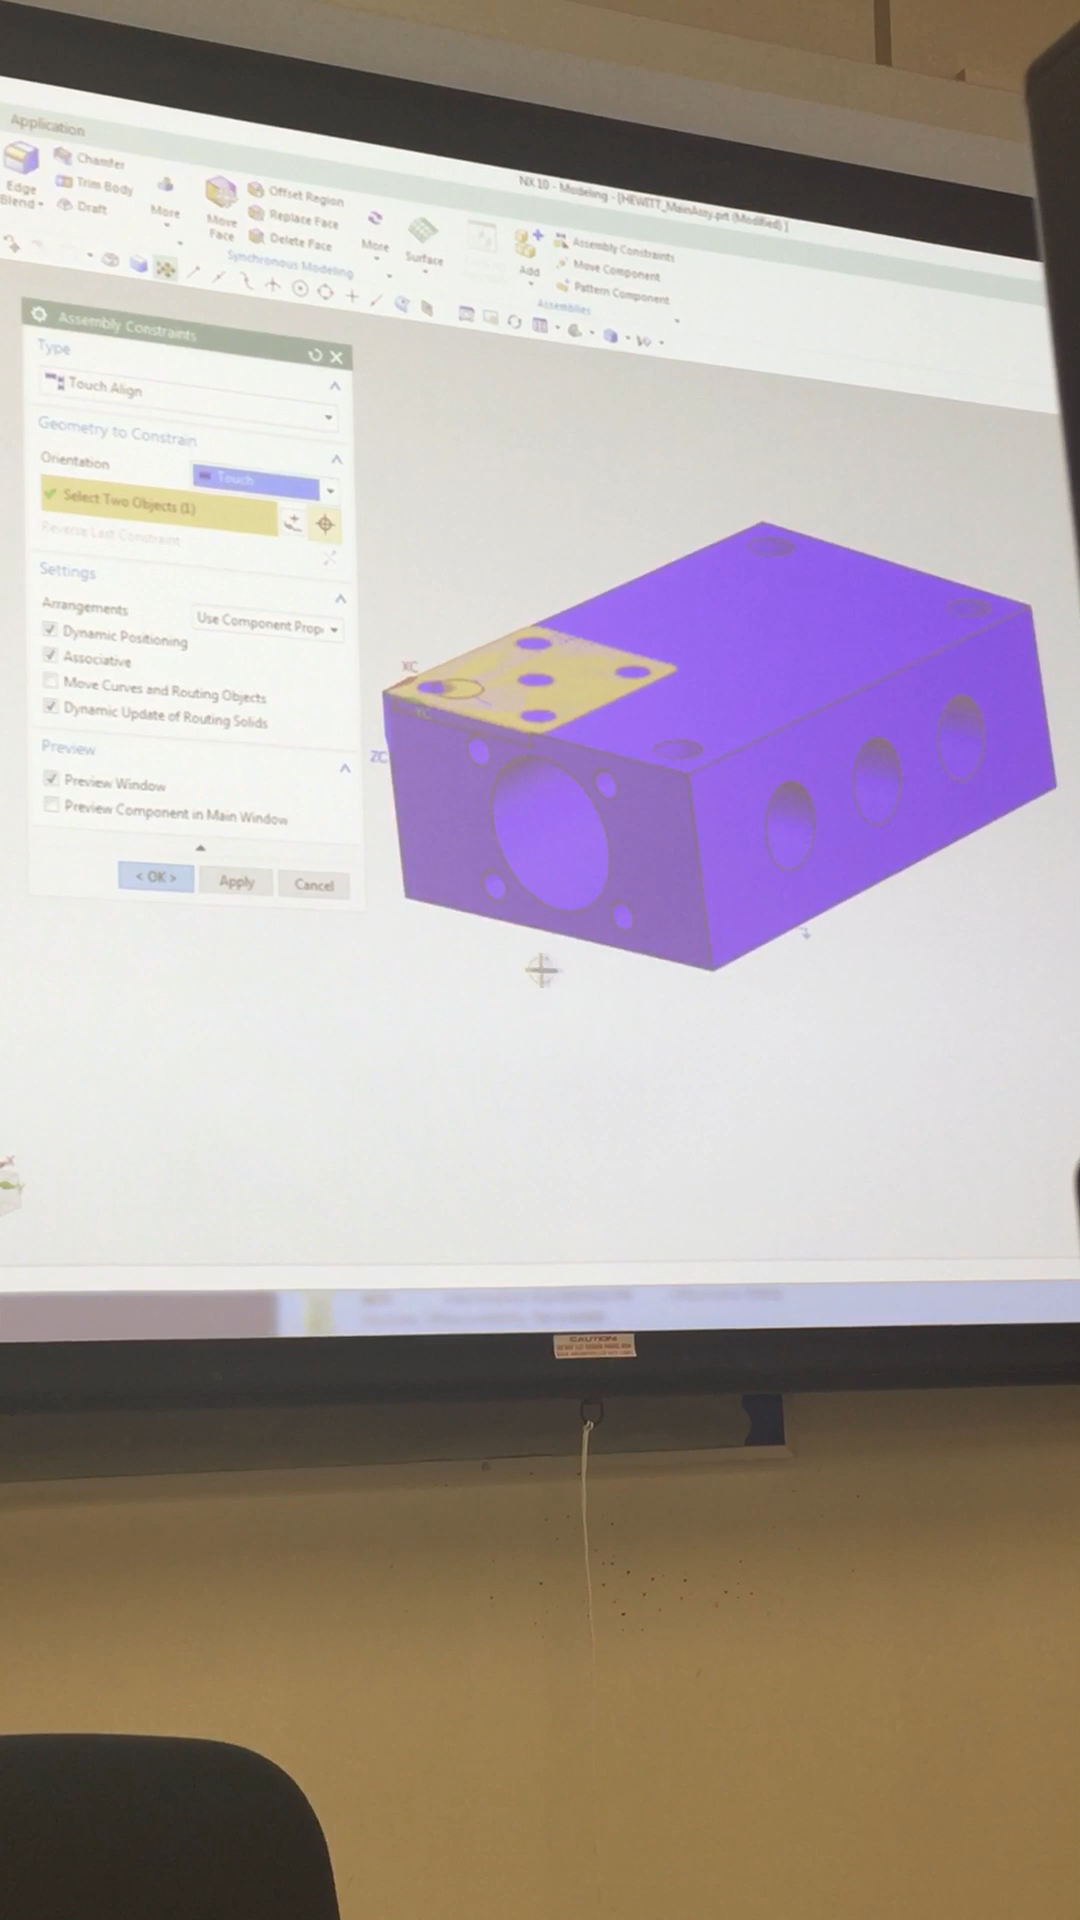 Application
NX 10 - Modeling - [HEWITT_MainAssy.prt (Modified) ]
Edge Blend
Chamfer
Trim Body
Draft
More
Move Face
Offset Region
Replace Face
Delete Face
More
Surface
Synchronous Modeling
Add
Assembly Constraints
Move Component
Pattern Component
Assemblies
Assembly Constraints
Type
Touch Align
Geometry to Constrain
Orientation
Touch
Select Two Objects (1)
Reverse Last Constraint
Settings
Arrangements
Use Component Prop
Dynamic Positioning
Associative
Move Curves and Routing Objects
Dynamic Update of Routing Solids
Preview
Preview Window
Preview Component in Main Window
< OK >
Apply
Cancel
XC
YC
ZC
X
CAUTION